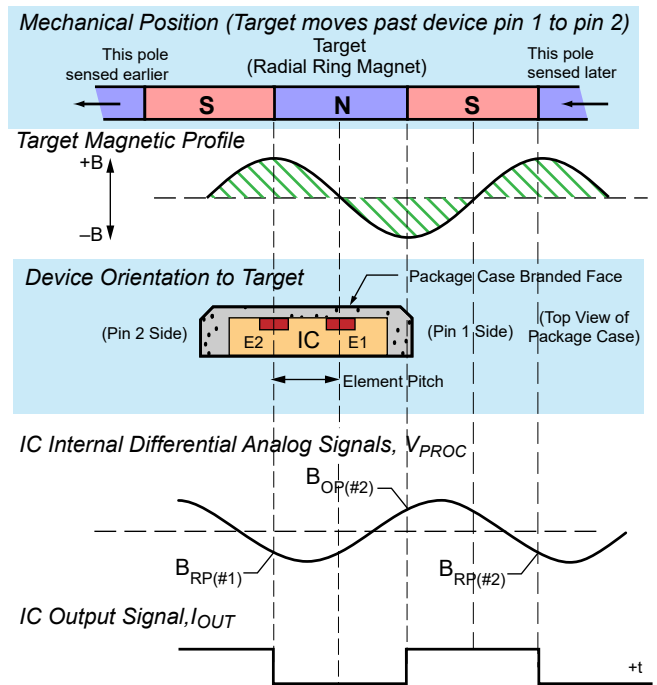 Mechanical Position (Target moves past device pin 1 to pin 2)
This pole
sensed earlier
Target
(Radial Ring Magnet)
This pole
sensed later
S
N
S
Target Magnetic Profile
+B
–B
Device Orientation to Target
Package Case Branded Face
(Pin 2 Side)
E2
IC
E1
(Pin 1 Side)
(Top View of
Package Case)
Element Pitch
IC Internal Differential Analog Signals, VPROC
BOP(#2)
BRP(#1)
BRP(#2)
IC Output Signal,IOUT
+t